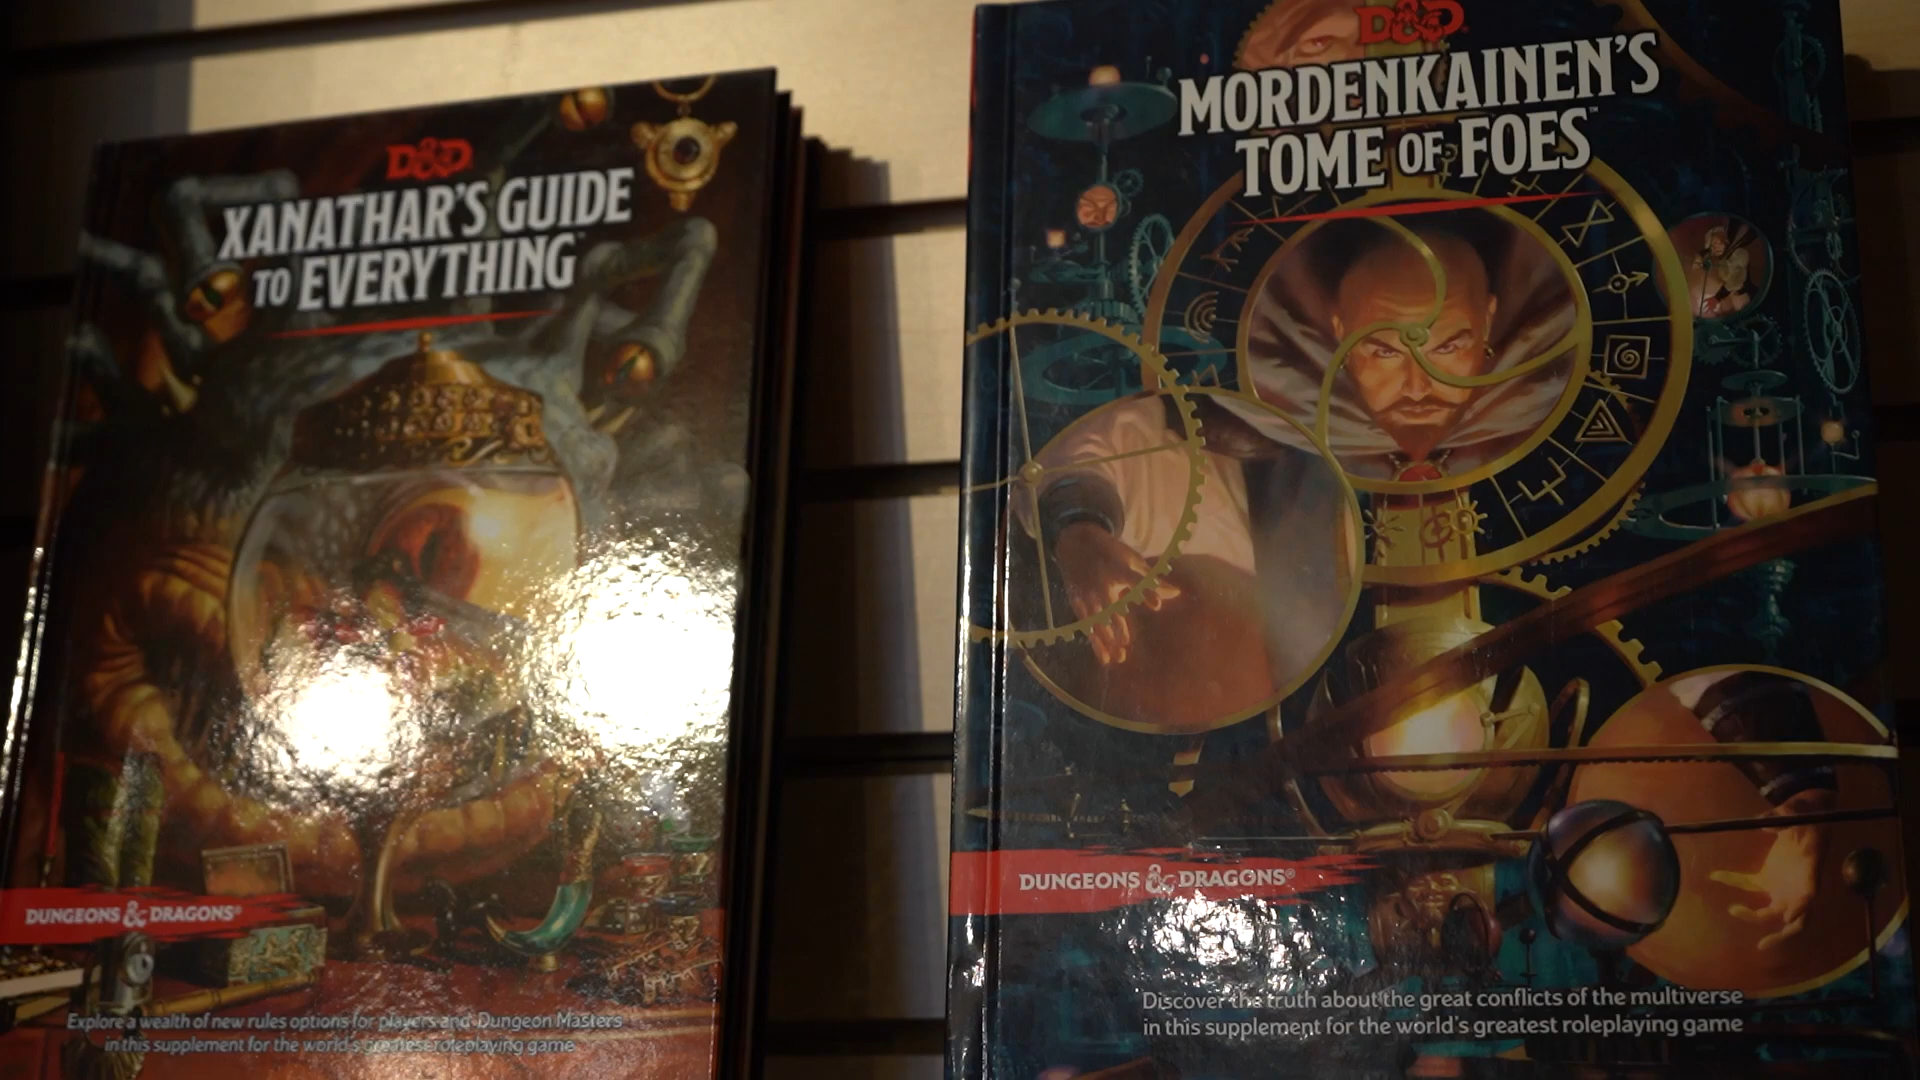 D&D
XANATHAR'S GUIDE
TO EVERYTHING™
DUNGEONS & DRAGONS®
Explore a wealth of new rules options for players and Dungeon Masters
in this supplement for the world's greatest roleplaying game
D&D®
MORDENKAINEN'S
TOME OF FOES™
DUNGEONS & DRAGONS®
Discover the truth about the great conflicts of the multiverse
in this supplement for the world's greatest roleplaying game